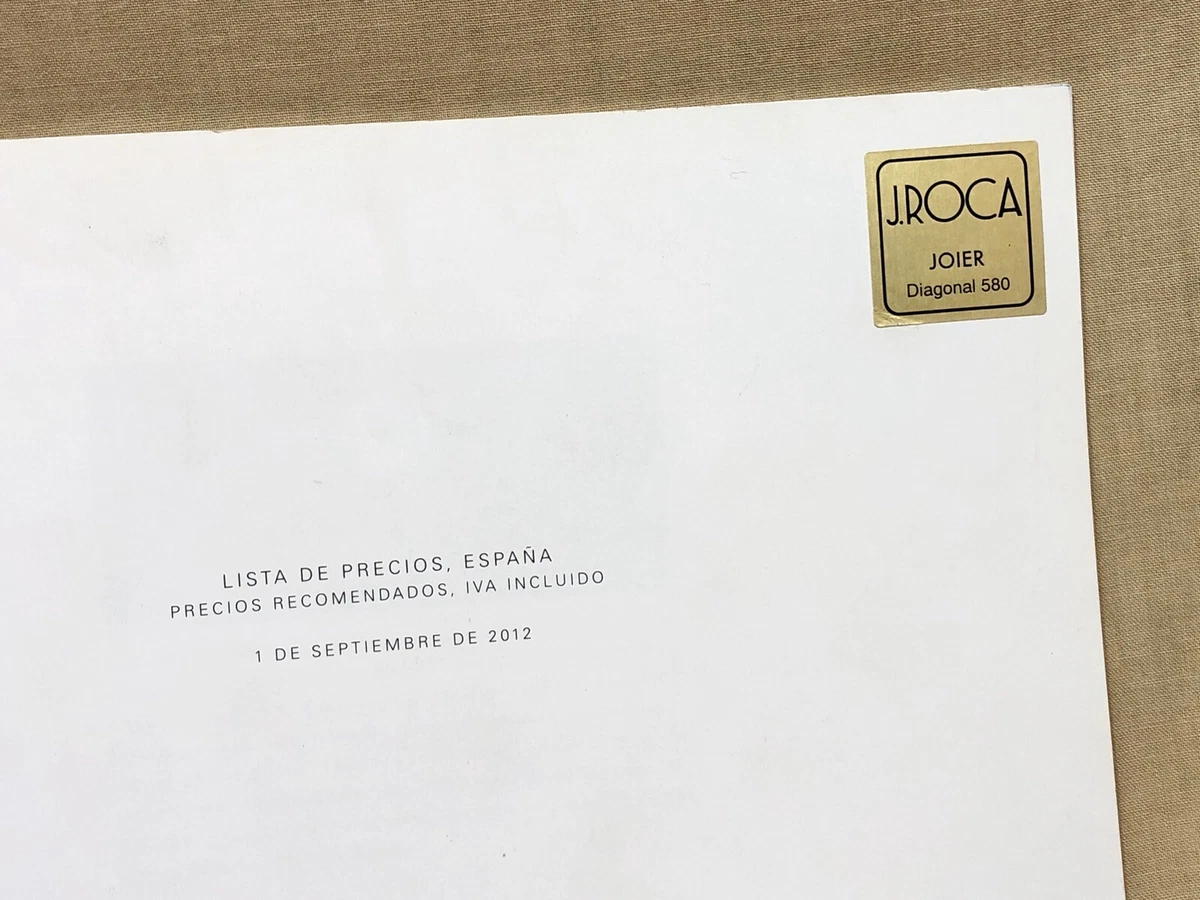 J.ROCA
JOIER
Diagonal 580
LISTA DE PRECIOS, ESPAÑA
PRECIOS RECOMENDADOS, IVA INCLUIDO
1 DE SEPTIEMBRE DE 2012